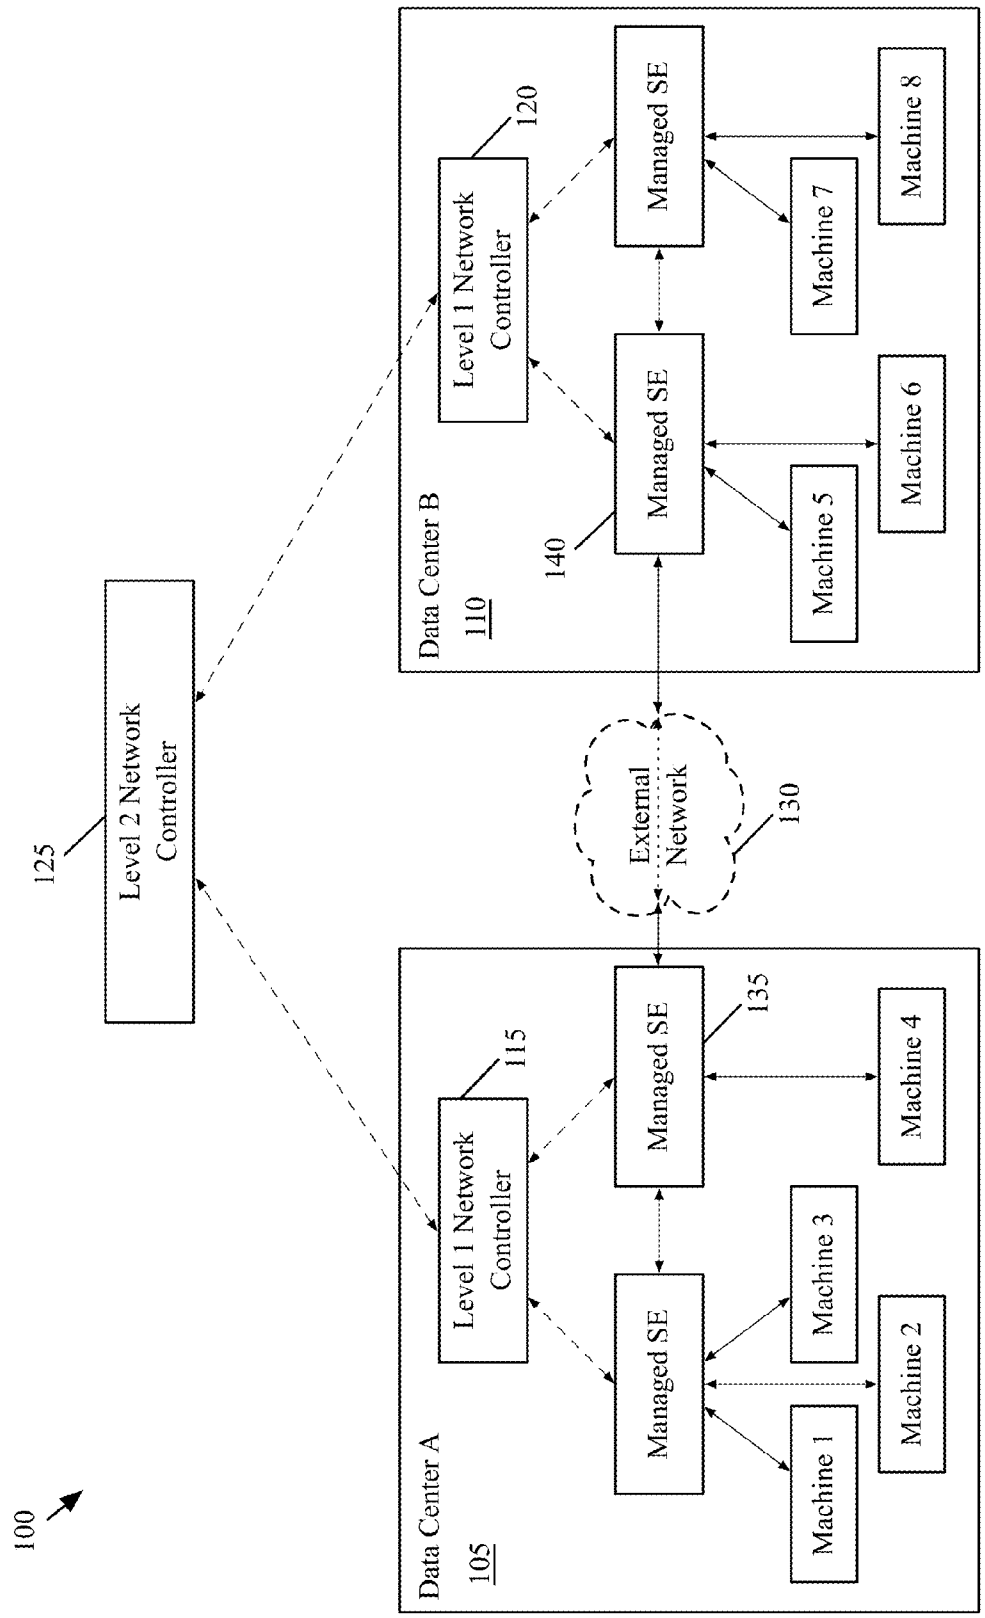 100
125
Level 2 Network
Controller
Data Center A
105
Level 1 Network
Controller
115
Managed SE
Managed SE
135
Machine 1
Machine 2
Machine 3
Machine 4
External
Network
130
Data Center B
110
Level 1 Network
Controller
120
140
Managed SE
Managed SE
Machine 5
Machine 6
Machine 7
Machine 8